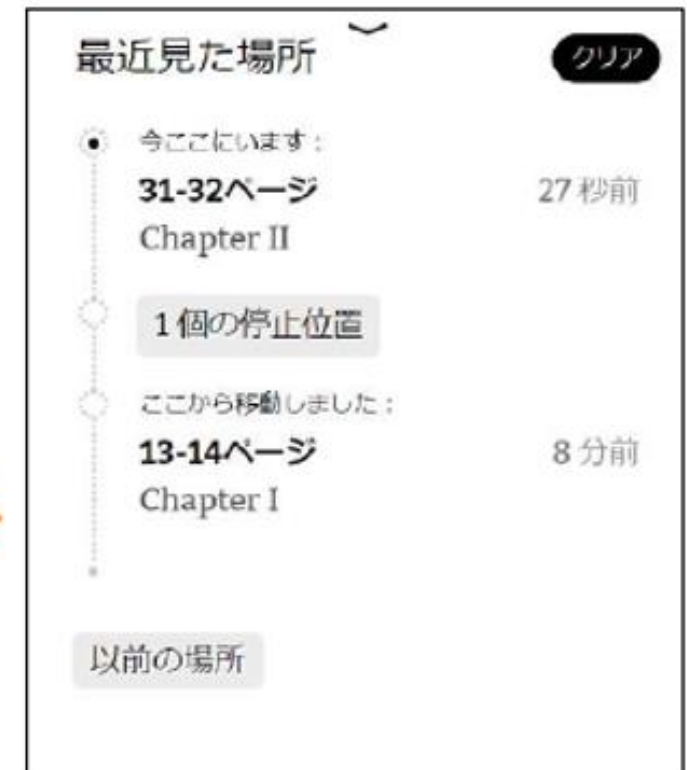 最近見た場所
クリア
今ここにいます：
31-32ページ
27 秒前
Chapter II
1 個の停止位置
ここから移動しました：
13-14ページ
8 分前
Chapter I
以前の場所